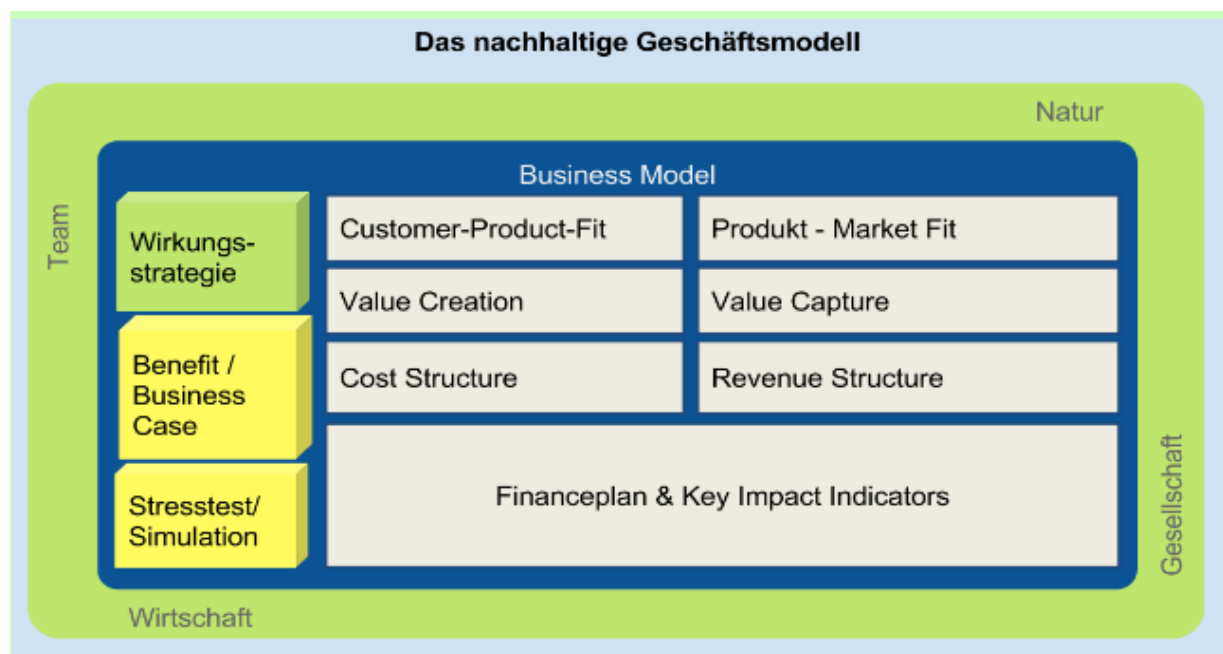 Das nachhaltige Geschäftsmodell
Natur
Team
Business Model
Wirkungs-
strategie
Customer-Product-Fit
Produkt - Market Fit
Value Creation
Value Capture
Benefit /
Business
Case
Cost Structure
Revenue Structure
Stresstest/
Simulation
Financeplan & Key Impact Indicators
Gesellschaft
Wirtschaft